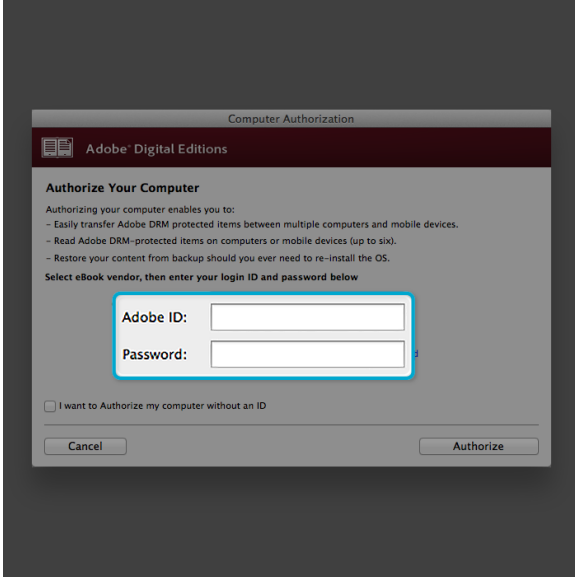 Computer Authorization
Adobe® Digital Editions
Authorize Your Computer
Authorizing your computer enables you to:
– Easily transfer Adobe DRM protected items between multiple computers and mobile devices.
– Read Adobe DRM-protected items on computers or mobile devices (up to six).
– Restore your content from backup should you ever need to re-install the OS.
Select eBook vendor, then enter your login ID and password below
Adobe ID:
Password:
I want to Authorize my computer without an ID
Cancel
Authorize